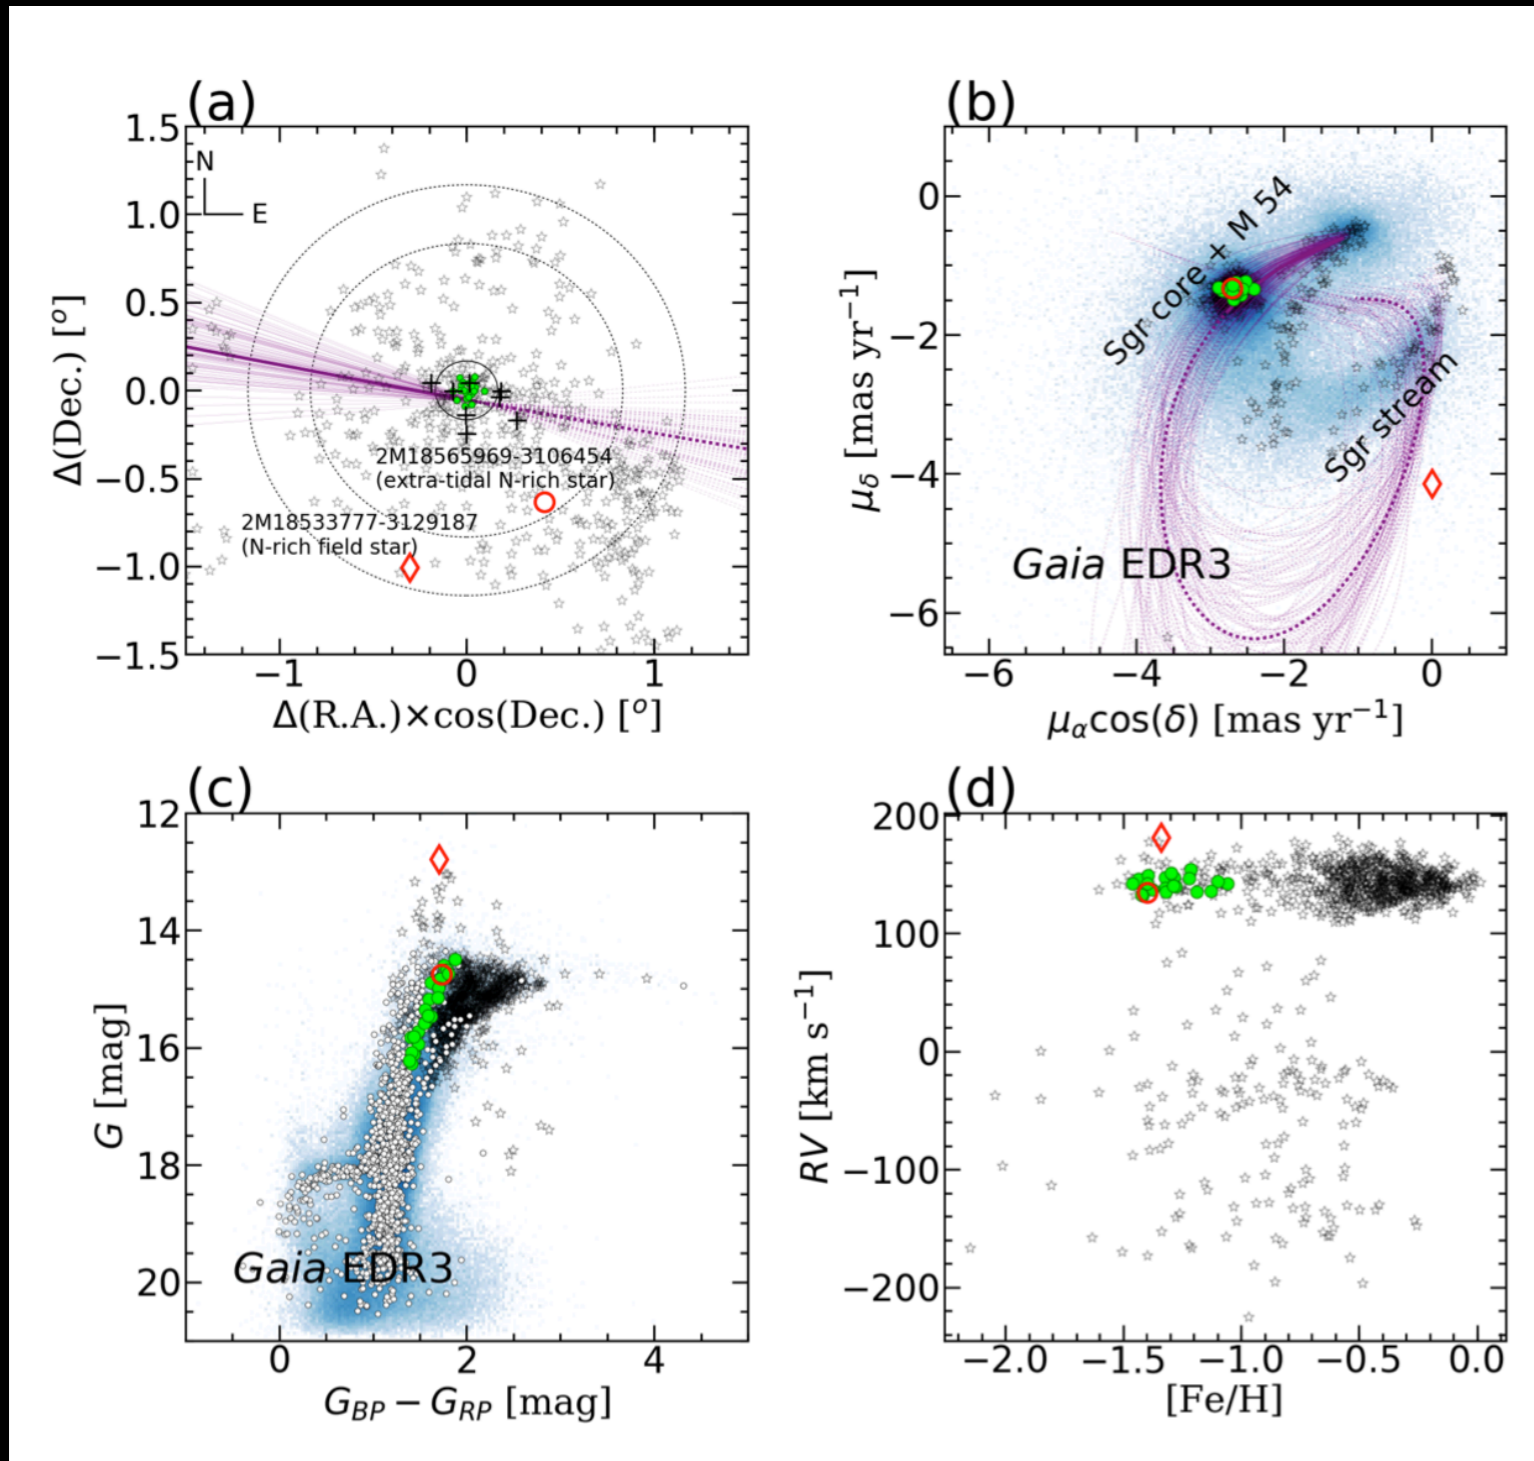 (a)
1.5
1.0
0.5
0.0
−0.5
−1.0
−1.5
Δ(Dec.) [°]
N
E
2M18565969-3106454
(extra-tidal N-rich star)
2M18533777-3129187
(N-rich field star)
−1
0
1
Δ(R.A.)×cos(Dec.) [°]
(b)
0
−2
−4
−6
μ_δ [mas yr⁻¹]
Sgr core + M 54
Sgr stream
Gaia EDR3
−6
−4
−2
0
μ_αcos(δ) [mas yr⁻¹]
(c)
12
14
16
18
20
G [mag]
Gaia EDR3
0
2
4
G_BP − G_RP [mag]
(d)
200
100
0
−100
−200
RV [km s⁻¹]
−2.0
−1.5
−1.0
−0.5
0.0
[Fe/H]